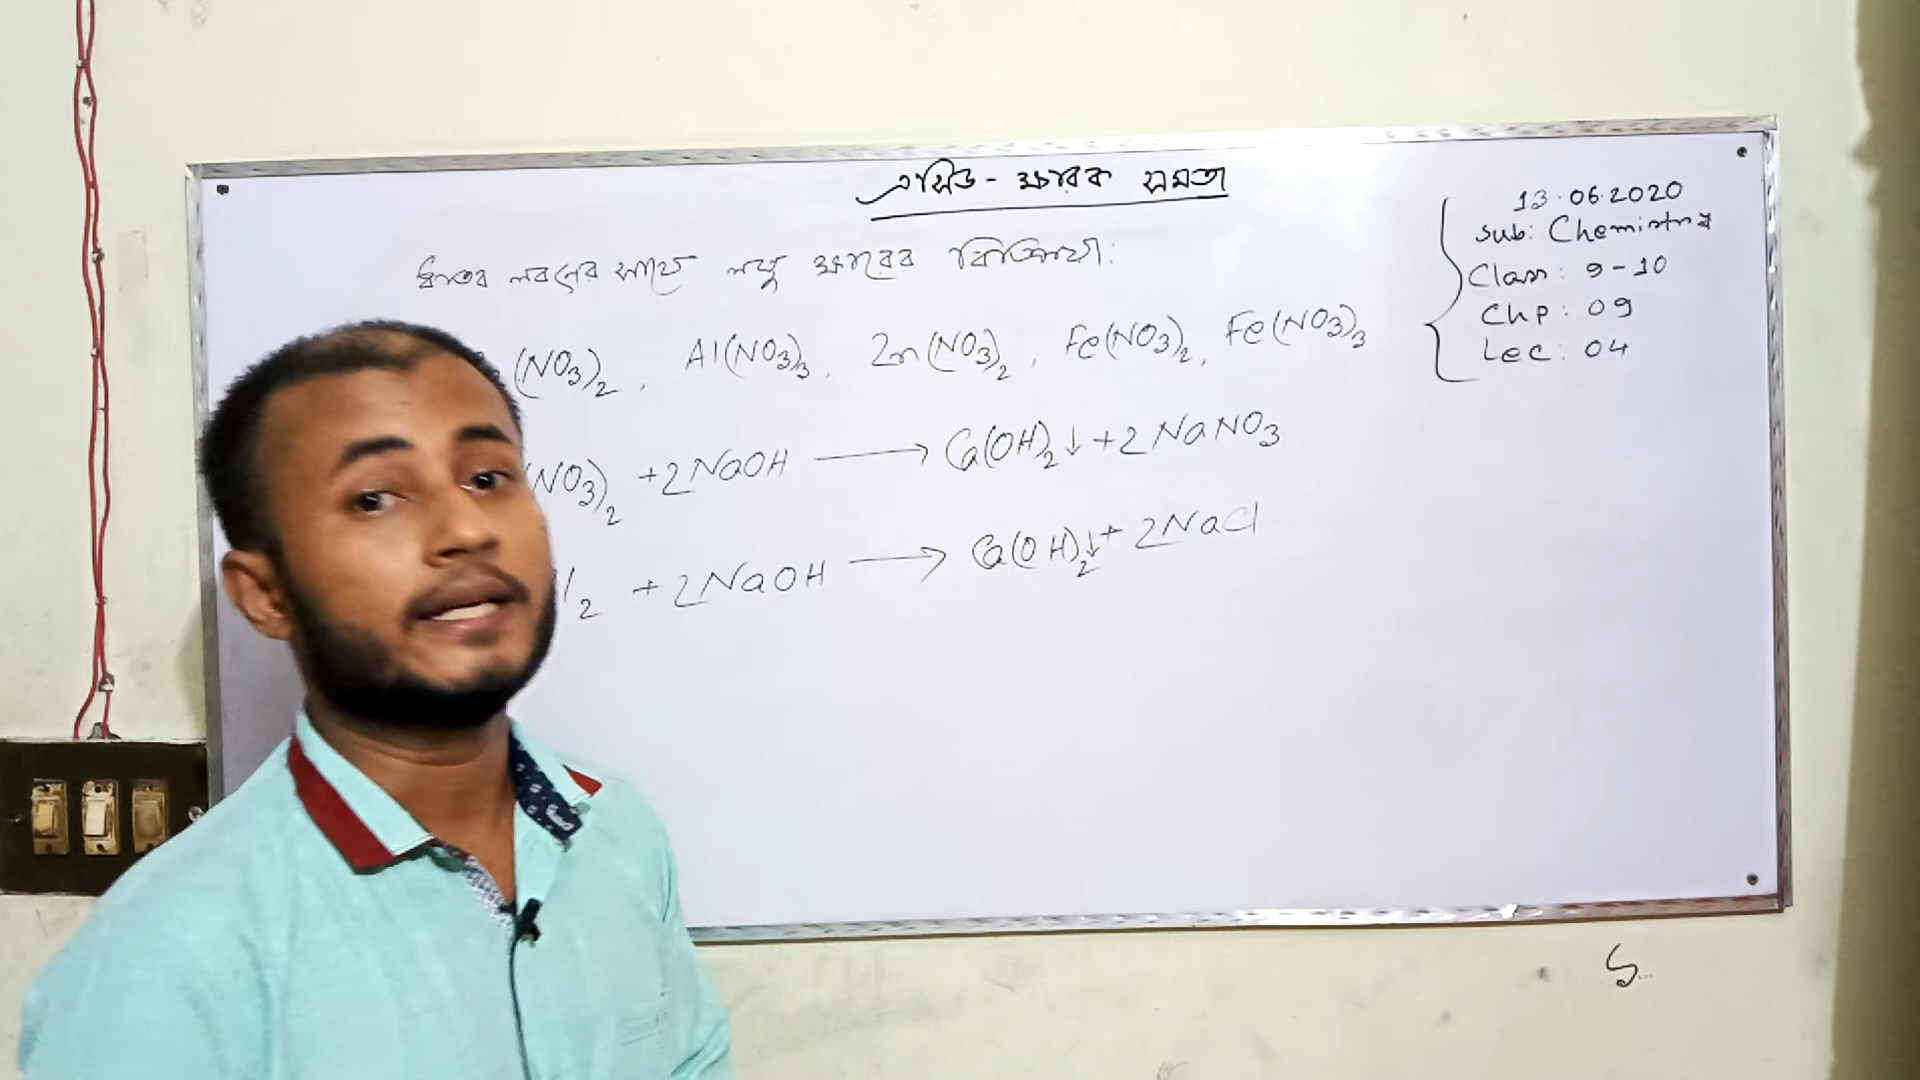 এসিড - ক্ষারক সমতা
ধাতব লবনের সাথে লঘু ক্ষারের বিক্রিয়া:
(NO3)2 , Al(NO3)3, Zn(NO3)2 , Fe(NO3)2, Fe(NO3)3
(NO3)2 +2NaOH ⟶ Ca(OH)2↓ +2NaNO3
l2 + 2NaOH ⟶ Ca(OH)2↓ + 2NaCl
13.06.2020
Sub: Chemistry
Class: 9-10
Chp: 09
Lec: 04
S...